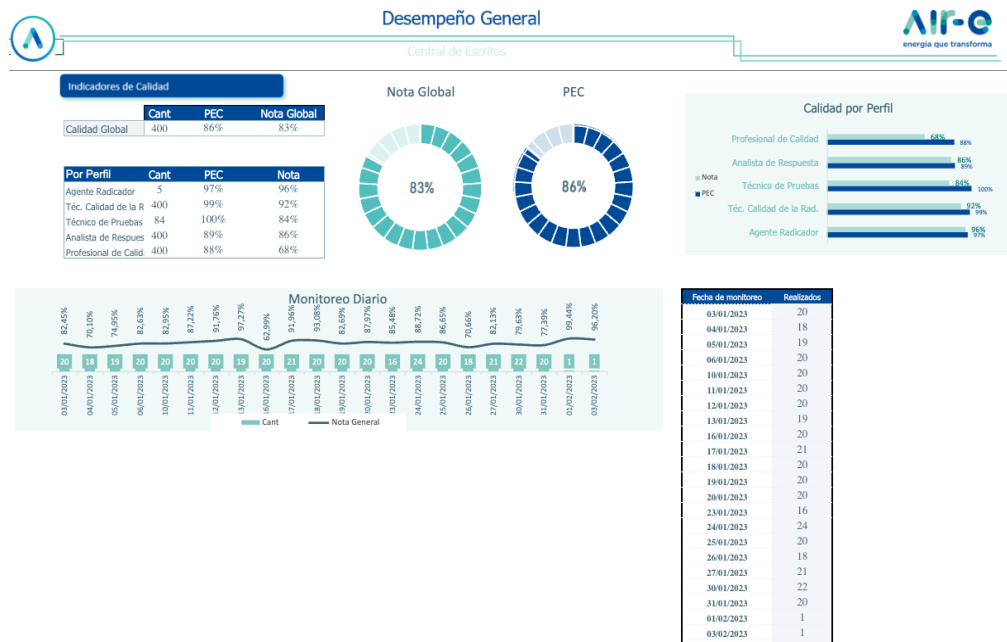 Desempeño General
Central de Escritos
AIr-e
energía que transforma
Indicadores de Calidad
Cant PEC Nota Global
Calidad Global 400 86% 83%
Por Perfil Cant PEC Nota
Agente Radicador 5 97% 96%
Téc. Calidad de la R 400 99% 92%
Técnico de Pruebas 84 100% 84%
Analista de Respues 400 89% 86%
Profesional de Calid 400 88% 68%
Nota Global
83%
PEC
86%
Calidad por Perfil
Profesional de Calidad 68% 88%
Analista de Respuesta 86% 89%
Técnico de Pruebas 84% 100%
Téc. Calidad de la Rad. 92% 99%
Agente Radicador 96% 97%
Nota
PEC
Monitoreo Diario
82,45% 70,10% 74,95% 82,63% 82,95% 87,22% 91,76% 97,27% 62,99% 91,96% 93,08% 82,69% 87,97% 85,48% 88,72% 86,65% 70,66% 82,13% 79,63% 77,39% 99,44% 96,20%
20 18 19 20 20 20 20 19 20 21 20 20 20 16 24 20 18 21 22 20 1 1
03/01/2023 04/01/2023 05/01/2023 06/01/2023 10/01/2023 11/01/2023 12/01/2023 13/01/2023 16/01/2023 17/01/2023 18/01/2023 19/01/2023 20/01/2023 23/01/2023 24/01/2023 25/01/2023 26/01/2023 27/01/2023 30/01/2023 31/01/2023 01/02/2023 03/02/2023
Cant Nota General
Fecha de monitoreo Realizados
03/01/2023 20
04/01/2023 18
05/01/2023 19
06/01/2023 20
10/01/2023 20
11/01/2023 20
12/01/2023 20
13/01/2023 19
16/01/2023 20
17/01/2023 21
18/01/2023 20
19/01/2023 20
20/01/2023 20
23/01/2023 16
24/01/2023 24
25/01/2023 20
26/01/2023 18
27/01/2023 21
30/01/2023 22
31/01/2023 20
01/02/2023 1
03/02/2023 1